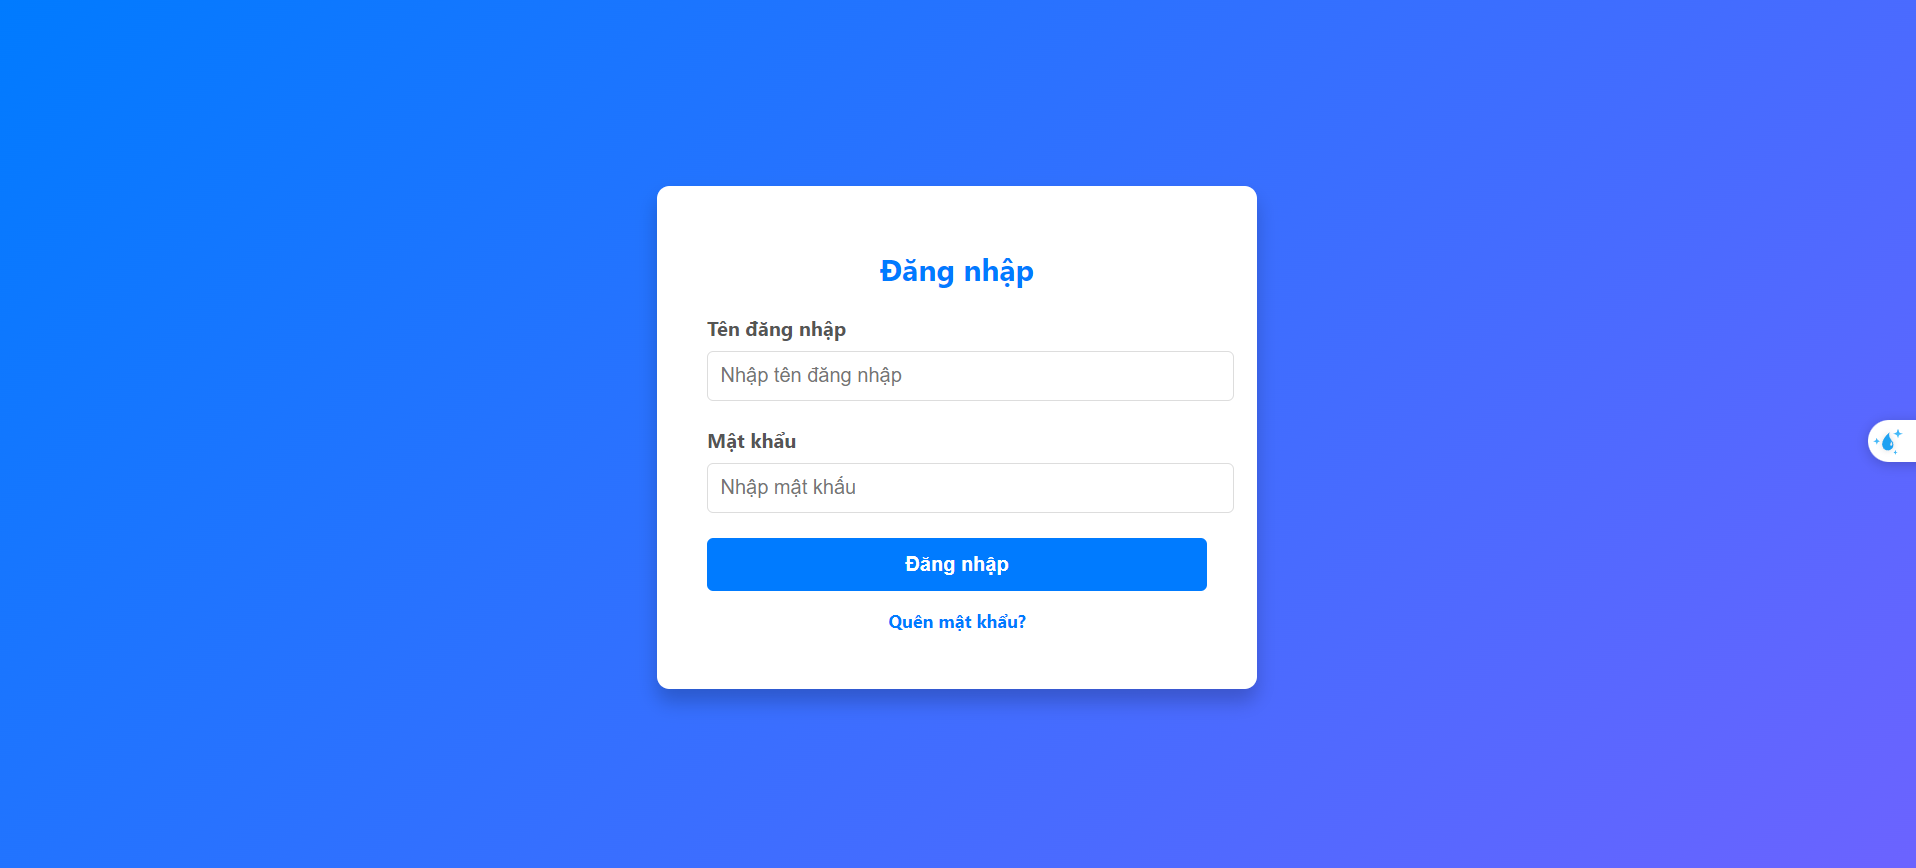 Đăng nhập
Tên đăng nhập
Nhập tên đăng nhập
Mật khẩu
Nhập mật khẩu
Đăng nhập
Quên mật khẩu?